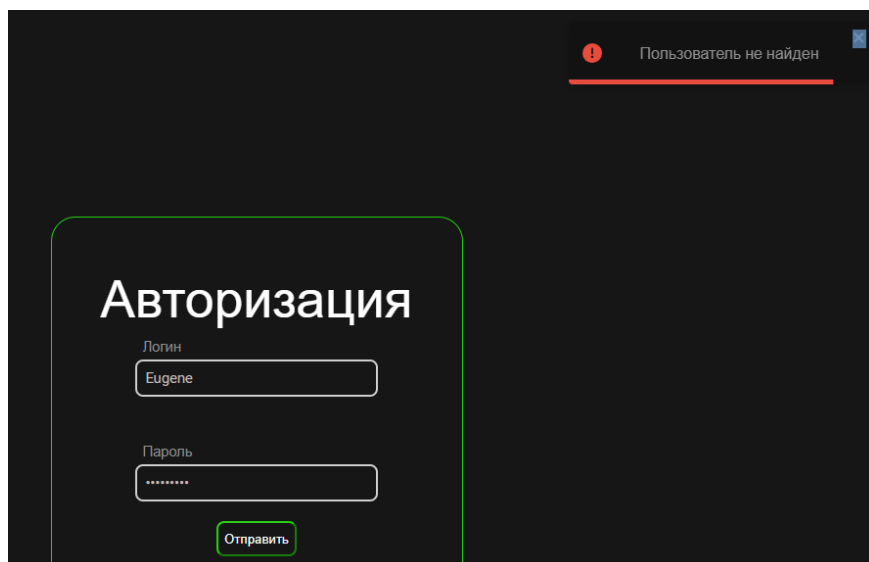 Пользователь не найден
Авторизация
Логин
Eugene
Пароль
•••••••••
Отправить